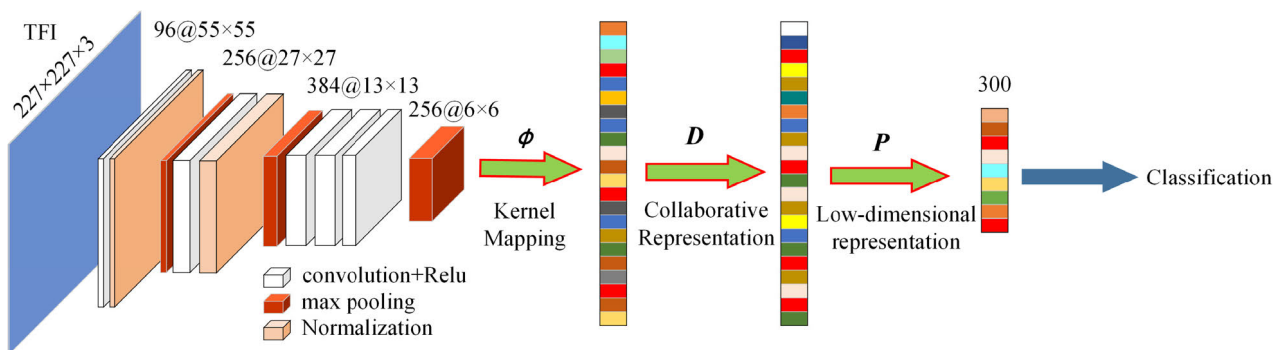 TFI
227×227×3
96@55×55
256@27×27
384@13×13
256@6×6
ϕ
Kernel
Mapping
D
Collaborative
Representation
P
Low-dimensional
representation
300
Classification
convolution+Relu
max pooling
Normalization